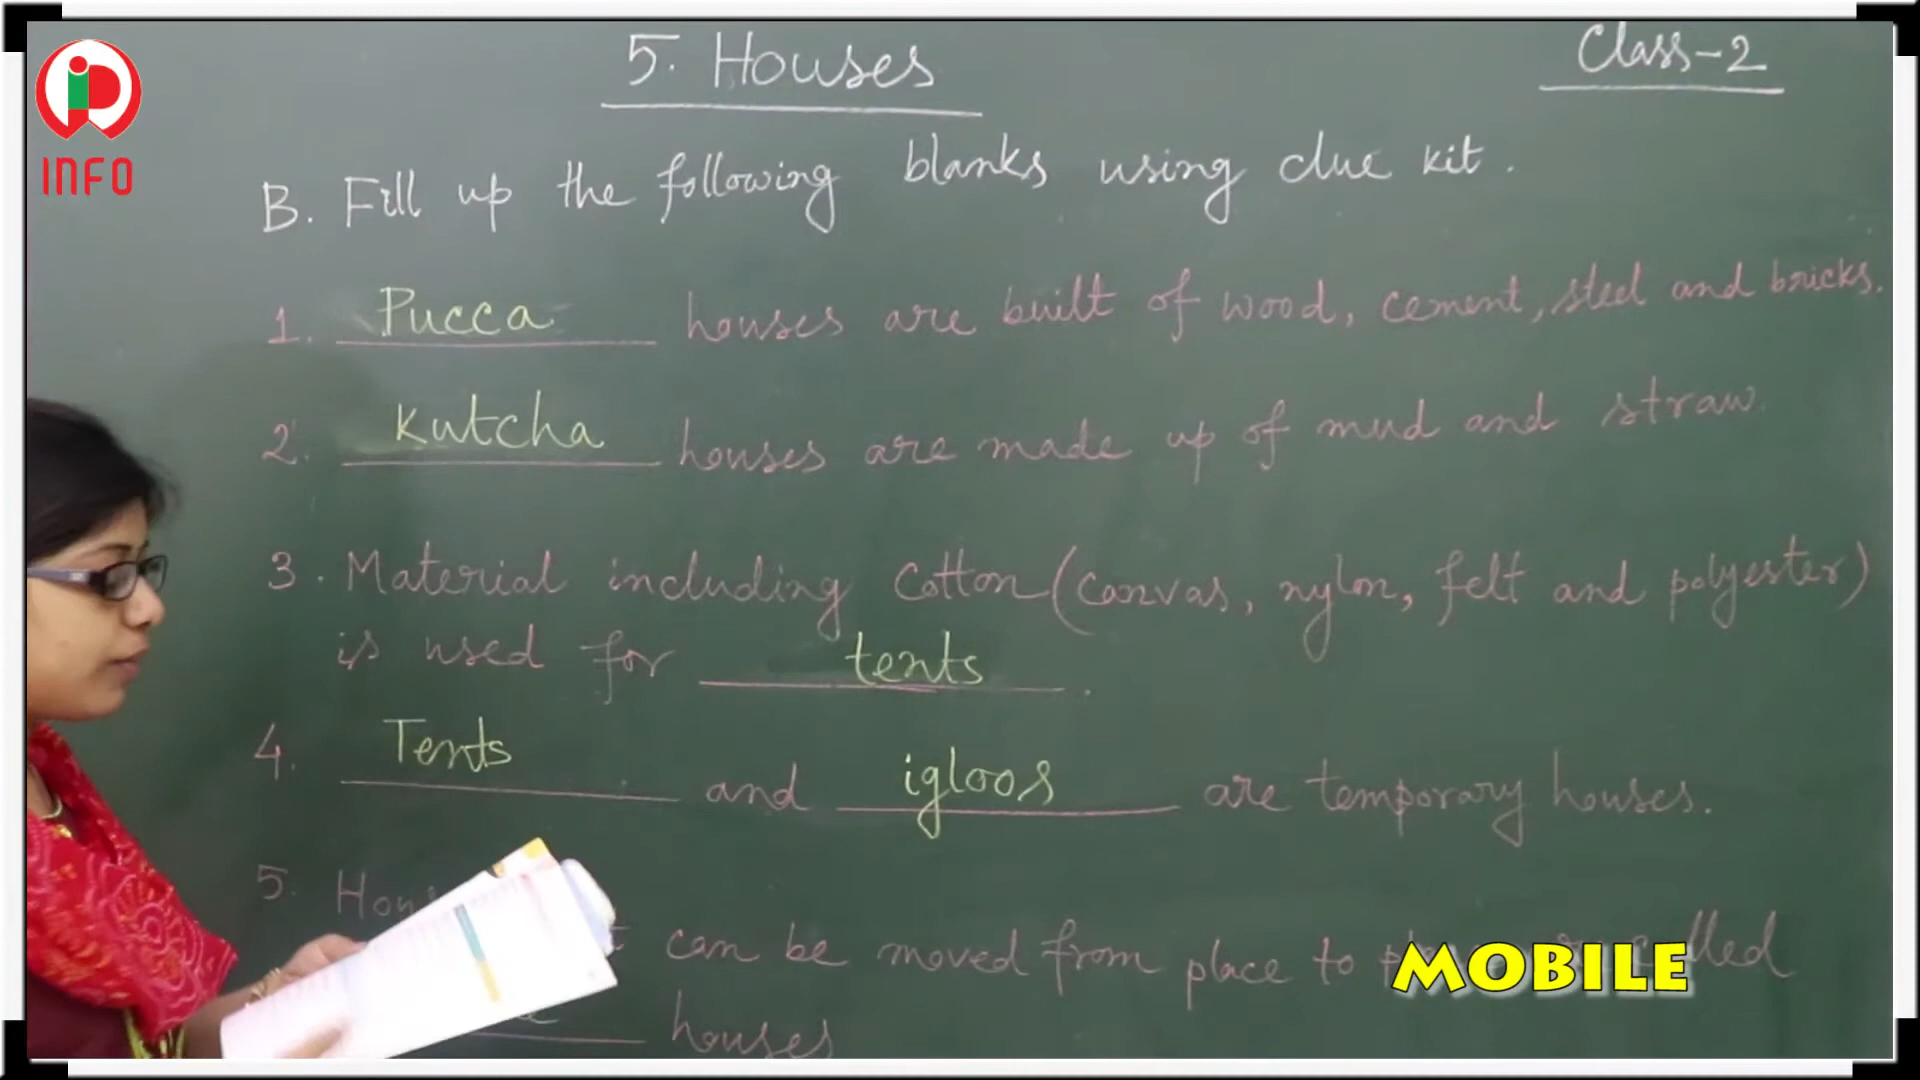 INFO
5. Houses
Class-2
B. Fill up the following blanks using clue kit.
1. Pucca houses are built of wood, cement, steel and bricks.
2. Kutcha houses are made up of mud and straw.
3. Material including Cotton (canvas, nylon, felt and polyester)
is used for tents.
4. Tents and igloos are temporary houses.
5. can be moved from place to called
MOBILE
houses